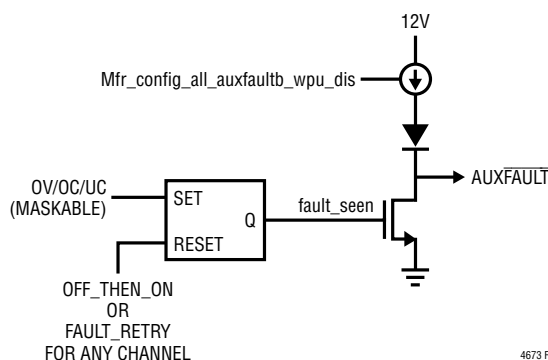 12V
Mfr_config_all_auxfaultb_wpu_dis
AUXFAULT
OV/OC/UC
(MASKABLE)
SET
Q
RESET
fault_seen
OFF_THEN_ON
OR
FAULT_RETRY
FOR ANY CHANNEL
4673 F